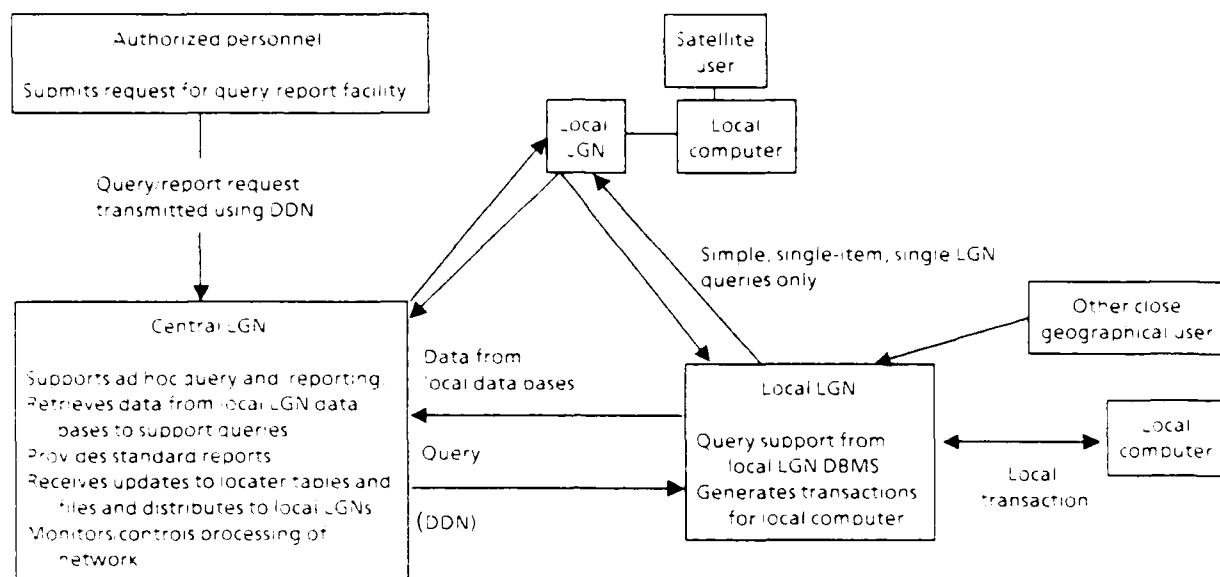 Authorized personnel
Submits request for query report facility
Satellite
user
Local
LGN
Local
computer
Query/report request
transmitted using DDN
Simple, single-item, single LGN
queries only
Other close
geographical user
Central LGN
Supports ad hoc query and reporting
Retrieves data from local LGN data
bases to support queries
Provides standard reports
Receives updates to locater tables and
files and distributes to local LGNs
Monitors/controls processing of
network
Data from
local data bases
Query
(DDN)
Local LGN
Query support from
local LGN DBMS
Generates transactions
for local computer
Local
transaction
Local
computer